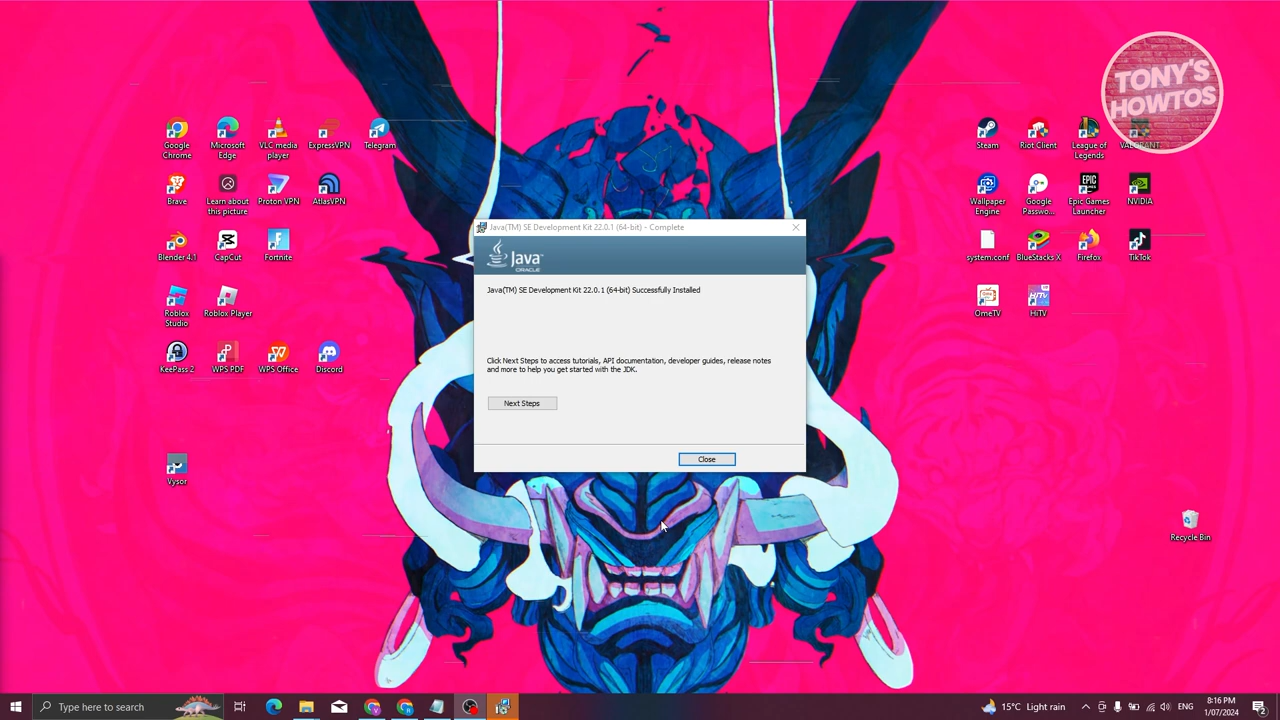 TONY'S
HOWTOS
Google
Chrome
Microsoft
Edge
VLC media
player
ExpressVPN
Telegram
Steam
Riot Client
League of
Legends
VALORANT
Brave
Learn about
this picture
Proton VPN
AtlasVPN
Wallpaper
Engine
Google
Passwo...
Epic Games
Launcher
NVIDIA
Blender 4.1
CapCut
Fortnite
system.conf
BlueStacks X
Firefox
TikTok
Roblox
Studio
Roblox Player
OmeTV
HiTV
KeePass 2
WPS PDF
WPS Office
Discord
Vysor
Recycle Bin
Java(TM) SE Development Kit 22.0.1 (64-bit) - Complete
Java
ORACLE
Java(TM) SE Development Kit 22.0.1 (64-bit) Successfully Installed
Click Next Steps to access tutorials, API documentation, developer guides, release notes
and more to help you get started with the JDK.
Next Steps
Close
Type here to search
15°C Light rain
ENG
8:16 PM
1/07/2024
2